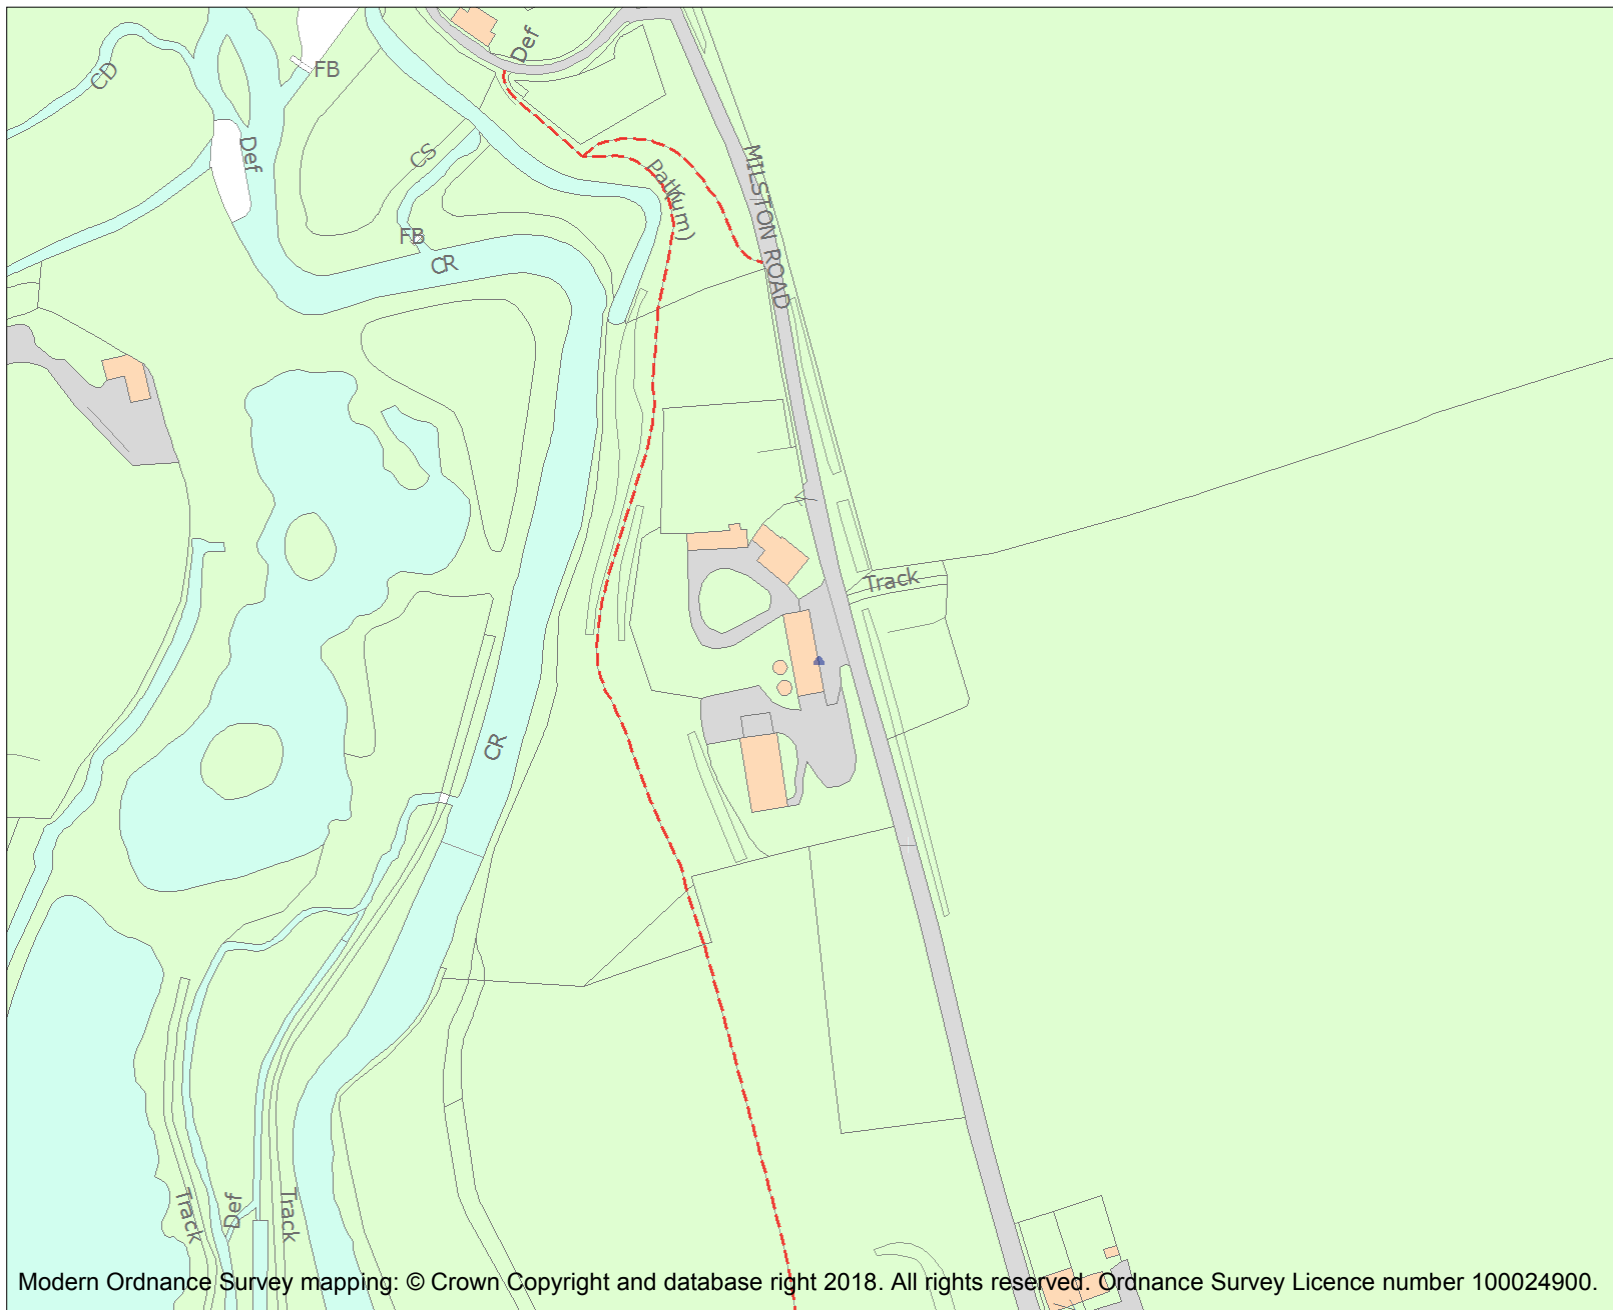 Def
CD
FB
Def
CS
Path (um)
MILSTON ROAD
FB
CR
Track
CR
Track
Def
Track
Modern Ordnance Survey mapping: © Crown Copyright and database right 2018. All rights reserved. Ordnance Survey Licence number 100024900.